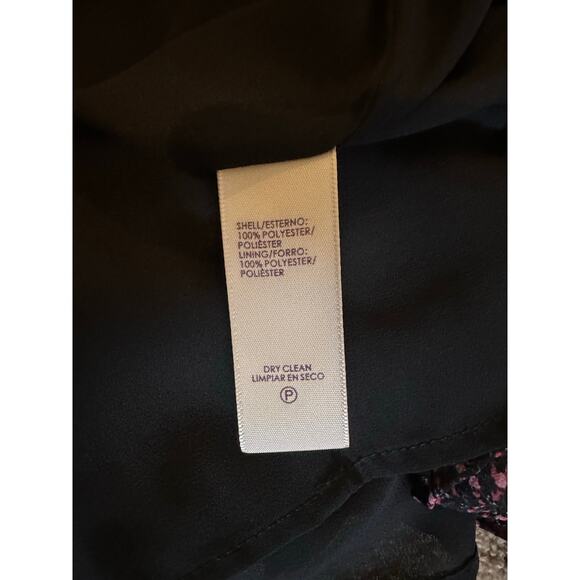 SHELL/ESTERNO:
100% POLYESTER/
POLIÉSTER
LINING/FORRO:
100% POLYESTER/
POLIÉSTER
DRY CLEAN
LIMPIAR EN SECO
P